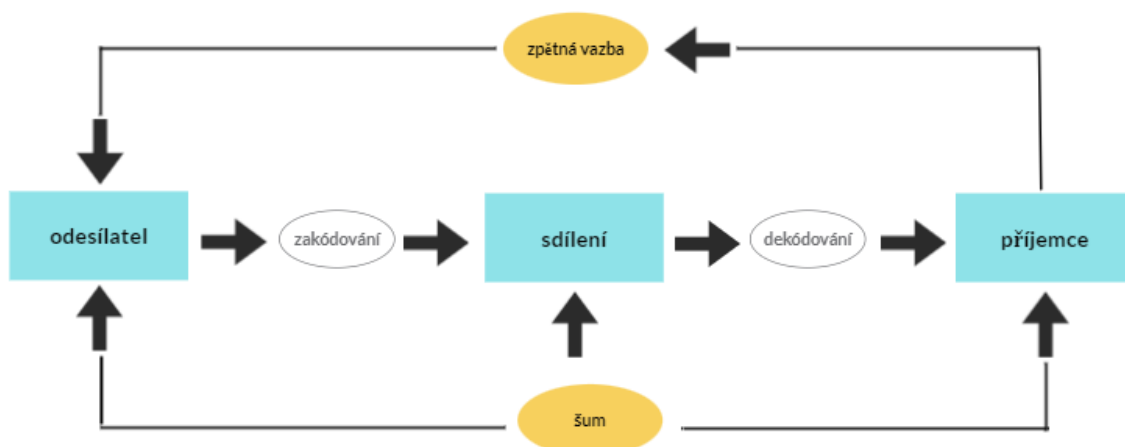 zpětná vazba
odesílatel
zakódování
sdílení
dekódování
příjemce
šum